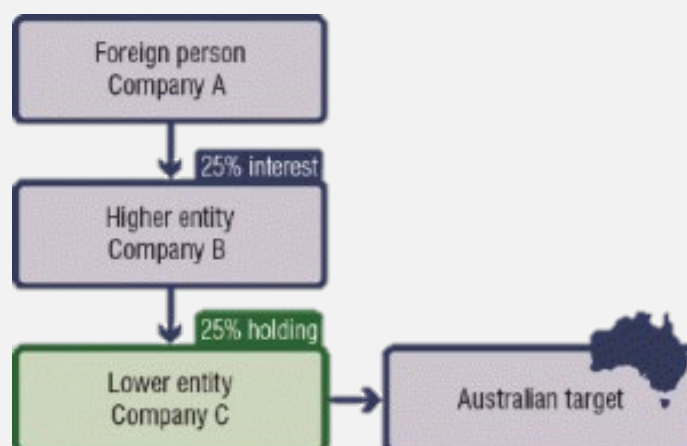 Foreign person
Company A
25% interest
Higher entity
Company B
25% holding
Lower entity
Company C
Australian target